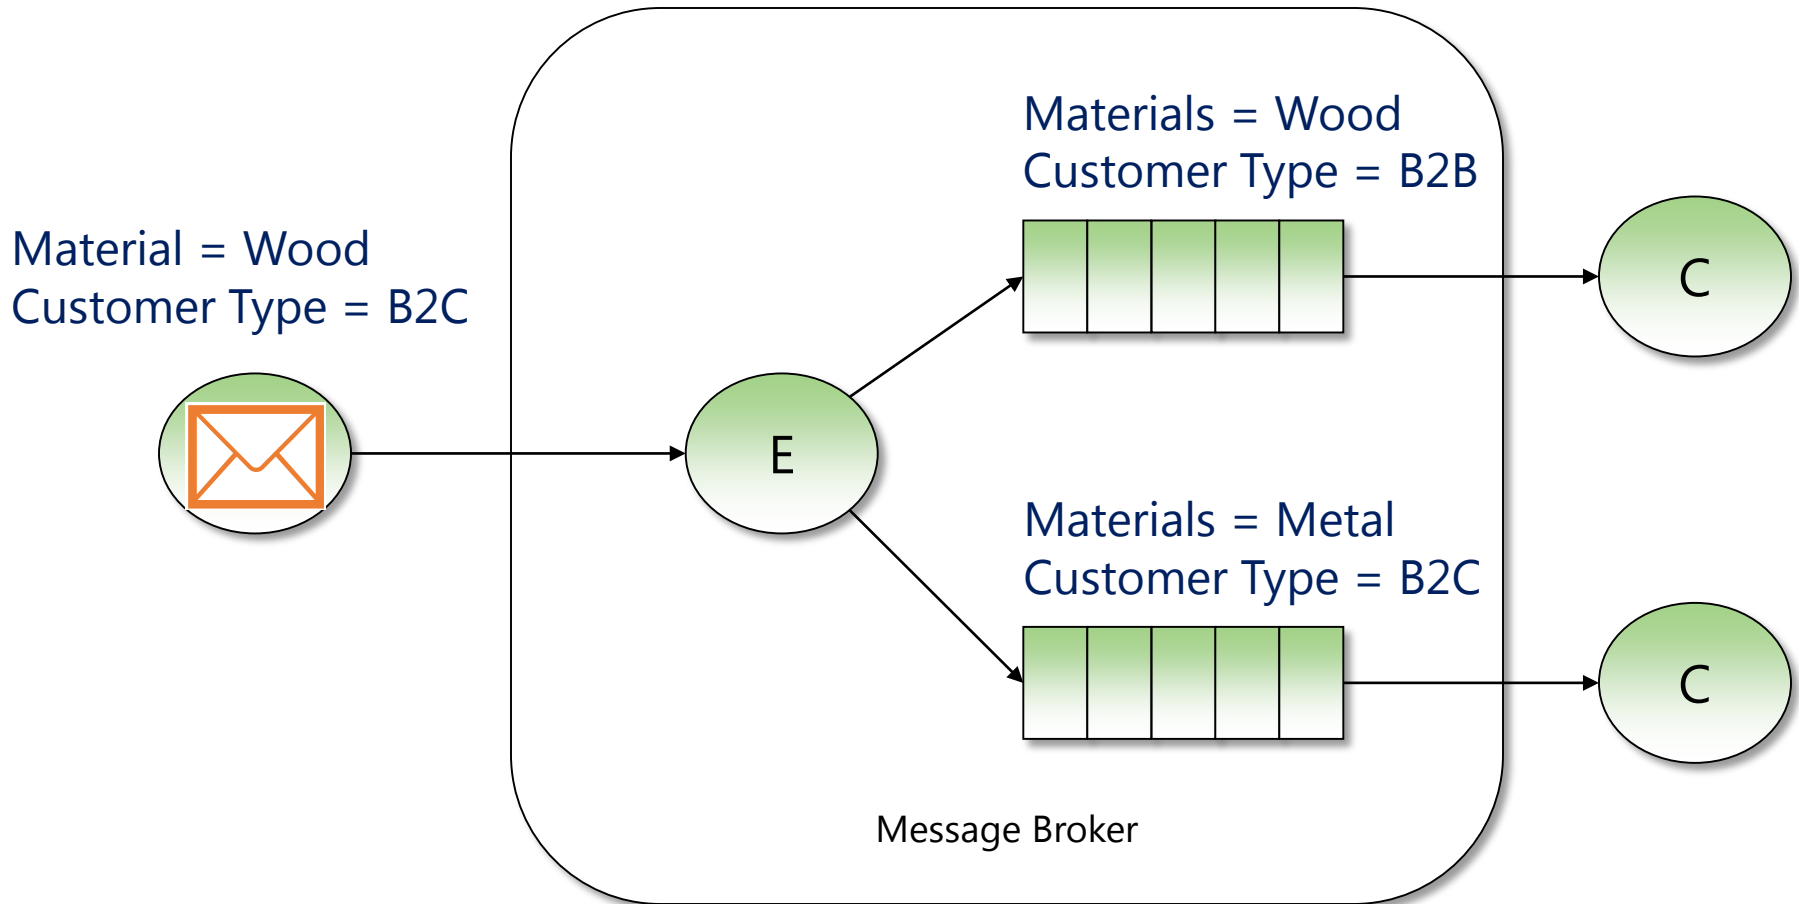 Material = Wood
Customer Type = B2C
E
Materials = Wood
Customer Type = B2B
C
Materials = Metal
Customer Type = B2C
C
Message Broker